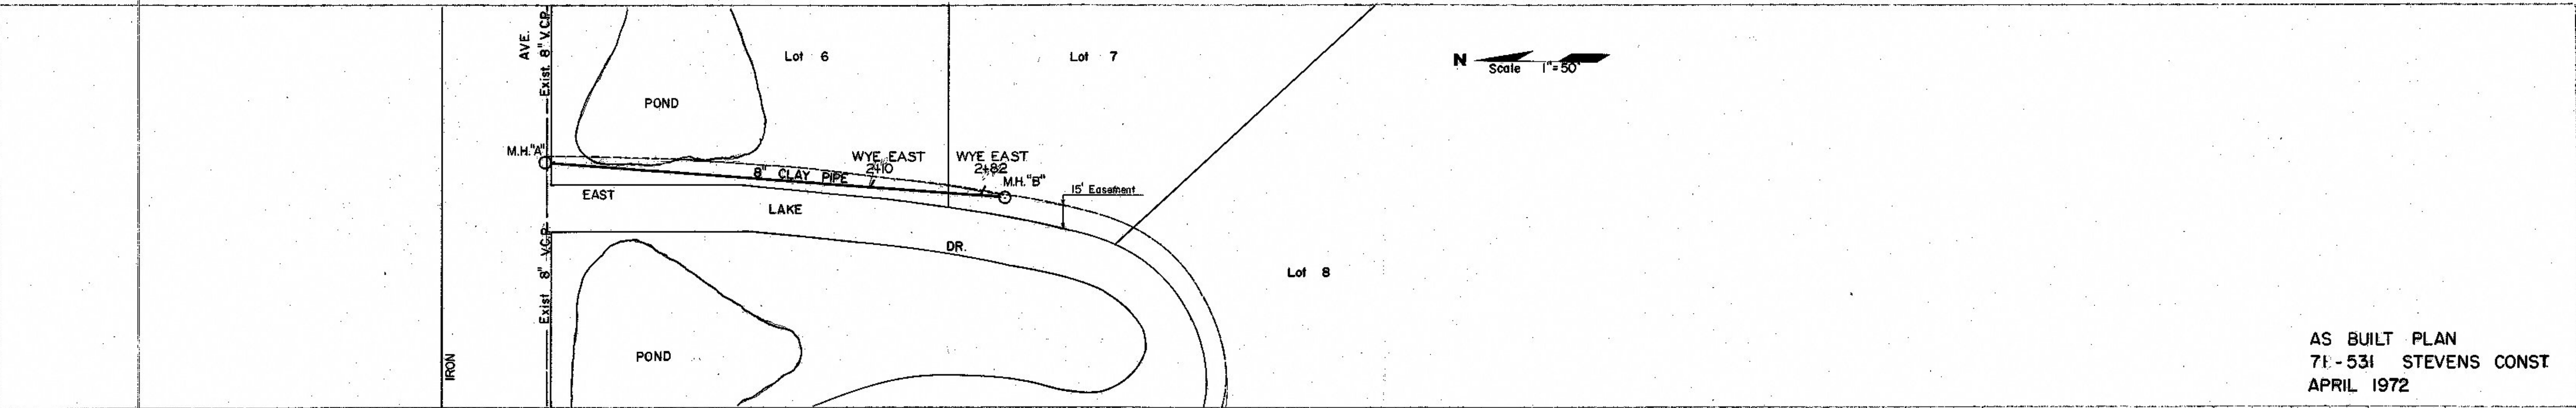 AVE.
Exist. 8" V.C.P.
Lot 6
Lot 7
N
Scale 1"=50'
POND
M.H."A"
WYE EAST
2+10
WYE EAST
2+82
8" CLAY PIPE
M.H."B"
15' Easement
EAST
LAKE
DR.
Exist 8" V.C.P.
Lot 8
POND
IRON
AS BUILT PLAN
71-531 STEVENS CONST.
APRIL 1972